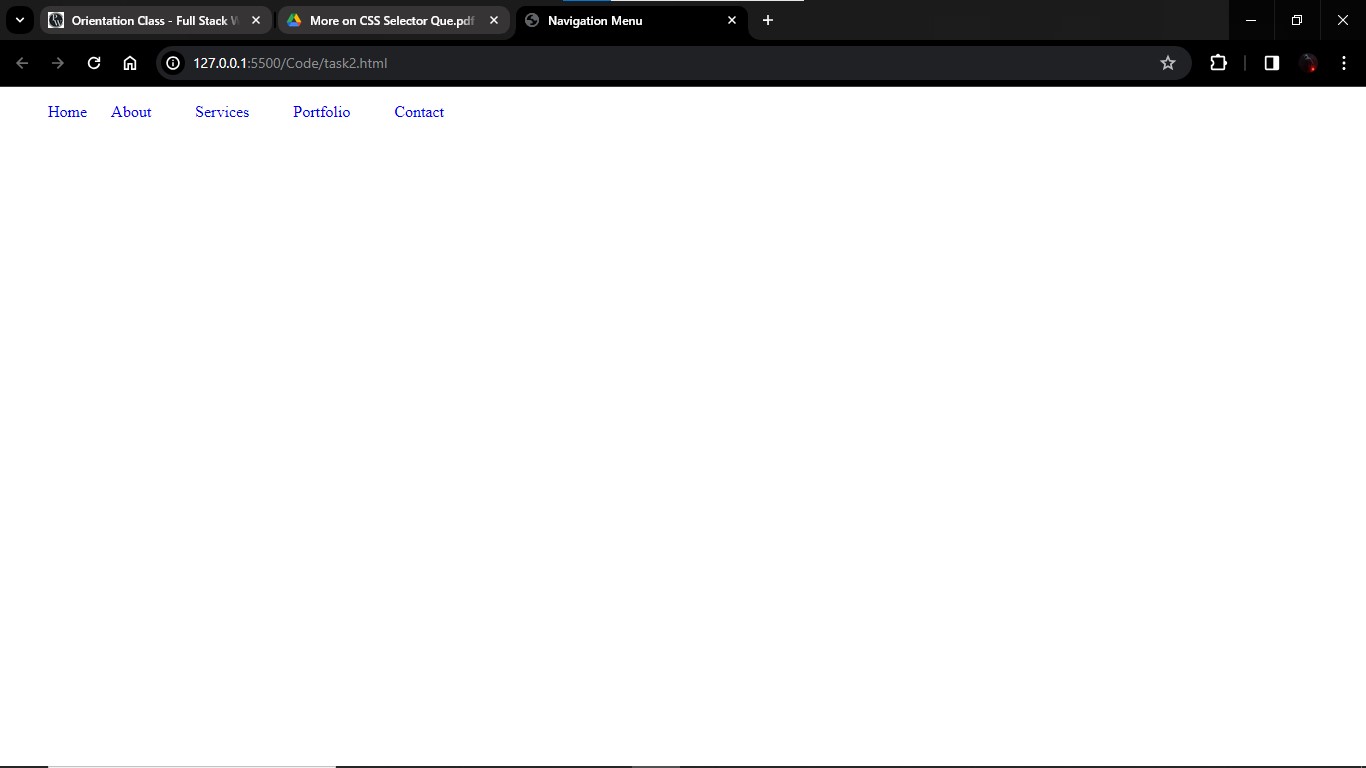 Orientation Class - Full Stack W
More on CSS Selector Que.pdf
Navigation Menu
127.0.0.1:5500/Code/task2.html
Home About Services Portfolio Contact